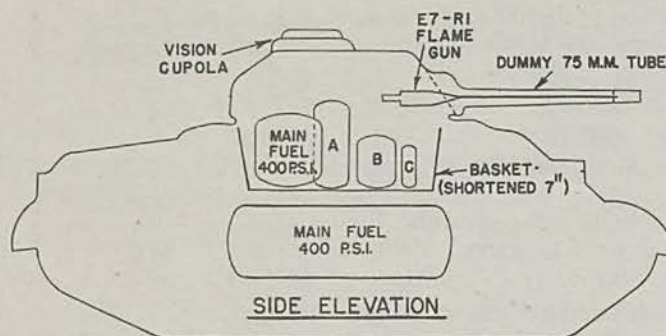 E7-R1
FLAME
GUN
VISION
CUPOLA
DUMMY 75 M.M. TUBE
MAIN
FUEL
400 P.S.I.
A
B
C
BASKET-
(SHORTENED 7")
MAIN FUEL
400 P.S.I.
SIDE ELEVATION